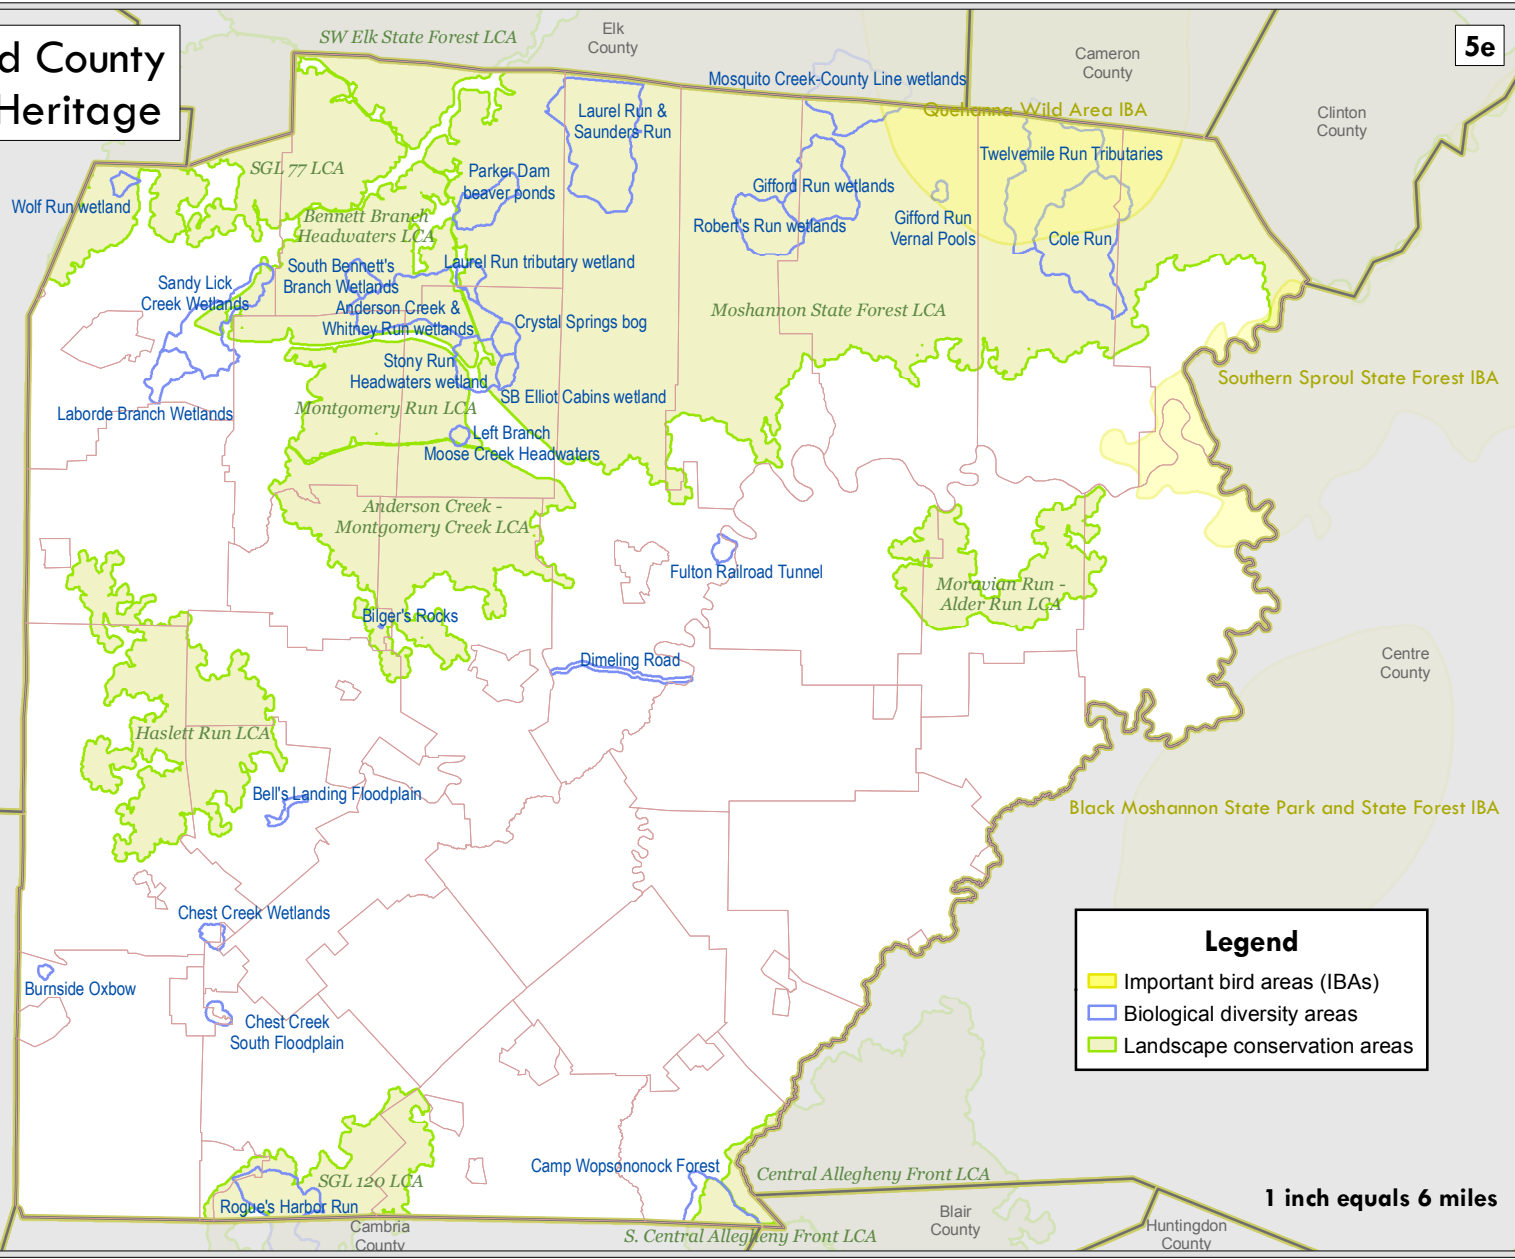 d County
Heritage
5e
SW Elk State Forest LCA
Elk
County
Cameron
County
Clinton
County
Mosquito Creek-County Line wetlands
Quehanna Wild Area IBA
Laurel Run &
Saunders Run
Twelvemile Run Tributaries
SGL 77 LCA
Parker Dam
beaver ponds
Gifford Run wetlands
Wolf Run wetland
Bennett Branch
Headwaters LCA
Robert's Run wetlands
Gifford Run
Vernal Pools
Cole Run
Sandy Lick
Creek Wetlands
South Bennett's
Branch Wetlands
Laurel Run tributary wetland
Anderson Creek &
Whitney Run wetlands
Crystal Springs bog
Moshannon State Forest LCA
Stony Run
Headwaters wetland
SB Elliot Cabins wetland
Southern Sproul State Forest IBA
Laborde Branch Wetlands
Montgomery Run LCA
Left Branch
Moose Creek Headwaters
Anderson Creek -
Montgomery Creek LCA
Fulton Railroad Tunnel
Moravian Run -
Alder Run LCA
Bilger's Rocks
Dimeling Road
Centre
County
Haslett Run LCA
Bell's Landing Floodplain
Black Moshannon State Park and State Forest IBA
Chest Creek Wetlands
Burnside Oxbow
Chest Creek
South Floodplain
Legend
Important bird areas (IBAs)
Biological diversity areas
Landscape conservation areas
Camp Wopsononock Forest
Central Allegheny Front LCA
SGL 120 LCA
Rogue's Harbor Run
1 inch equals 6 miles
Cambria
County
S. Central Allegheny Front LCA
Blair
County
Huntingdon
County